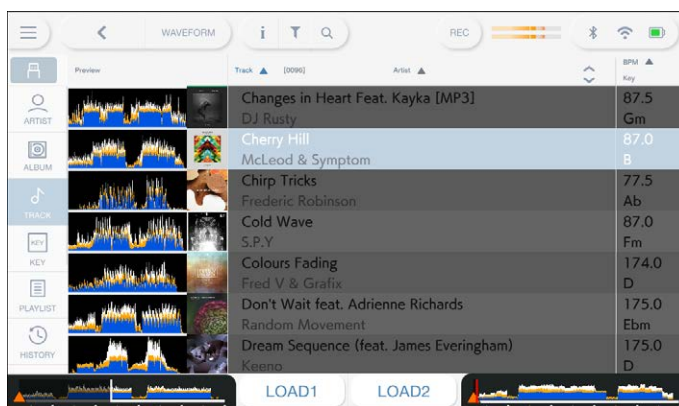 WAVEFORM
REC
Preview
Track [0090] Artist
BPM
Key
ARTIST
ALBUM
TRACK
KEY
KEY
PLAYLIST
HISTORY
Changes in Heart Feat. Kayka [MP3] 87.5
DJ Rusty Gm
Cherry Hill 87.0
McLeod & Symptom B
Chirp Tricks 77.5
Frederic Robinson Ab
Cold Wave 87.0
S.P.Y Fm
Colours Fading 174.0
Fred V & Grafix D
Don't Wait feat. Adrienne Richards 175.0
Random Movement Ebm
Dream Sequence (feat. James Everingham) 175.0
Keeno D
LOAD1 LOAD2